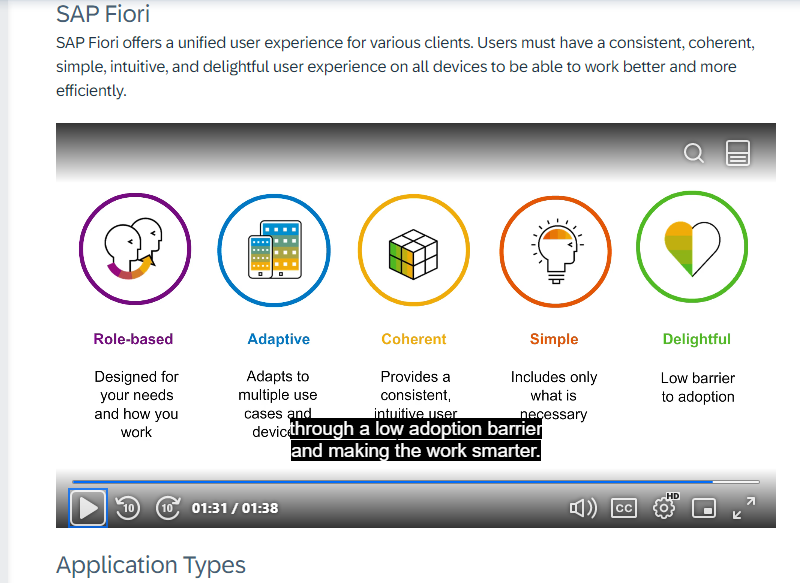 SAP Fiori
SAP Fiori offers a unified user experience for various clients. Users must have a consistent, coherent,
simple, intuitive, and delightful user experience on all devices to be able to work better and more
efficiently.
Role-based
Designed for
your needs
and how you
work
Adaptive
Adapts to
multiple use
cases and
Coherent
Provides a
consistent,
intuitive user
Simple
Includes only
what is
necessary
Delightful
Low barrier
to adoption
through a low adoption barrier
and making the work smarter.
10
10
01:31 / 01:38
CC
HD
Application Types